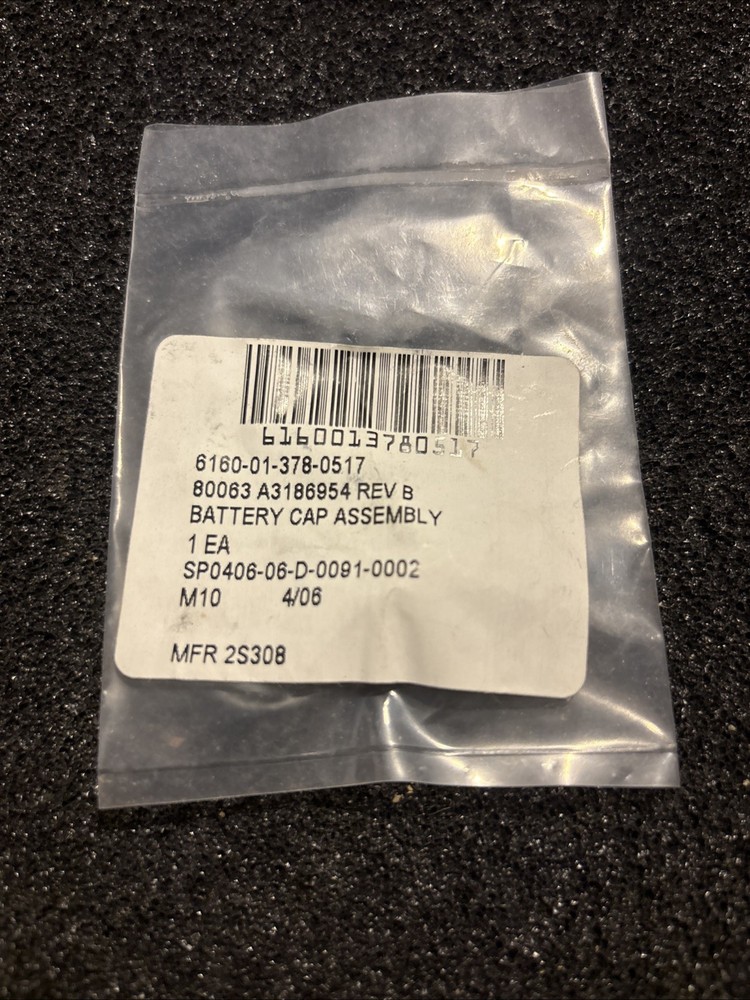 6160013780517
6160-01-378-0517
80063 A3186954 REV B
BATTERY CAP ASSEMBLY
1 EA
SP0406-06-D-0091-0002
M10 4/06
MFR 2S308